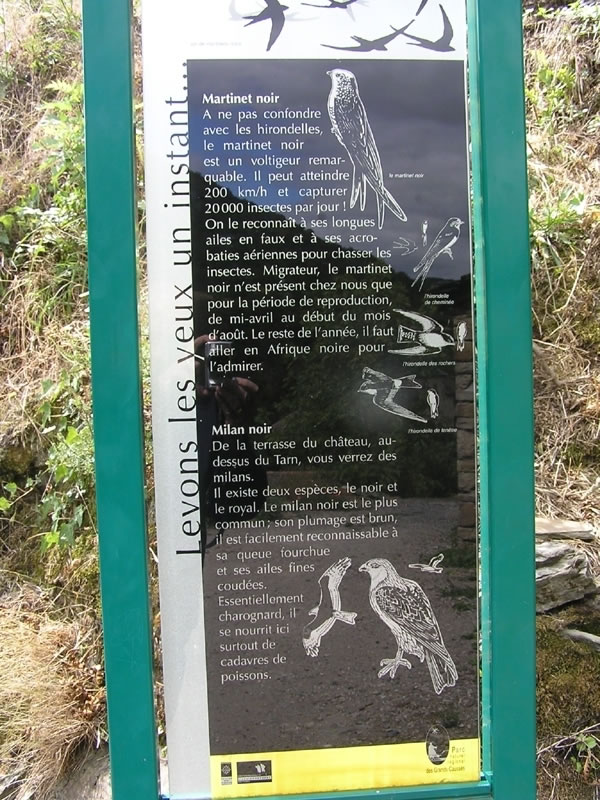 Levons les yeux un instant...
Martinet noir
A ne pas confondre
avec les hirondelles,
le martinet noir
est un voltigeur remar-
quable. Il peut atteindre
200 km/h et capturer
20000 insectes par jour !
On le reconnaît à ses longues
ailes en faux et à ses acro-
baties aériennes pour chasser les
insectes. Migrateur, le martinet
noir n'est présent chez nous que
pour la période de reproduction,
de mi-avril au début du mois
d'août. Le reste de l'année, il faut
aller en Afrique noire pour
l'admirer.
le martinet noir
l'hirondelle
de cheminée
l'hirondelle des rochers
l'hirondelle de fenêtre
Milan noir
De la terrasse du château, au-
dessus du Tarn, vous verrez des
milans.
Il existe deux espèces, le noir et
le royal. Le milan noir est le plus
commun ; son plumage est brun,
il est facilement reconnaissable à
sa queue fourchue
et ses ailes fines
coudées.
Essentiellement
charognard, il
se nourrit ici
surtout de
cadavres de
poissons.
Parc
naturel
régional
des Grands Causses